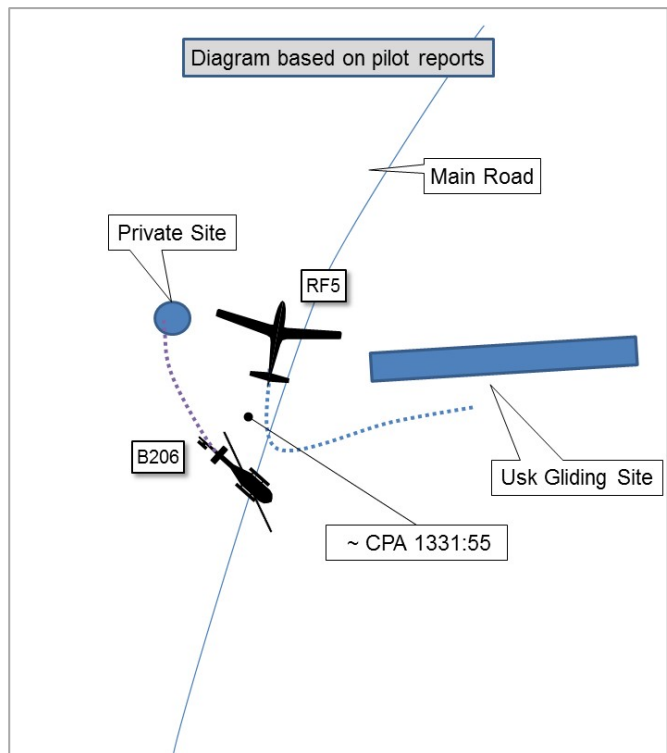 Diagram based on pilot reports
Main Road
Private Site
RF5
B206
Usk Gliding Site
~ CPA 1331:55